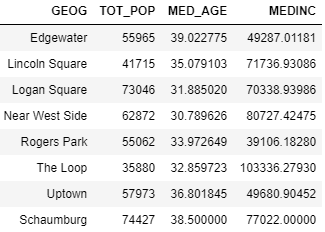 GEOG TOT_POP MED_AGE MEDINC
Edgewater 55965 39.022775 49287.01181
Lincoln Square 41715 35.079103 71736.93086
Logan Square 73046 31.885020 70338.93986
Near West Side 62872 30.789626 80727.42475
Rogers Park 55062 33.972649 39106.18280
The Loop 35880 32.859723 103336.27930
Uptown 57973 36.801845 49680.90452
Schaumburg 74427 38.500000 77022.00000